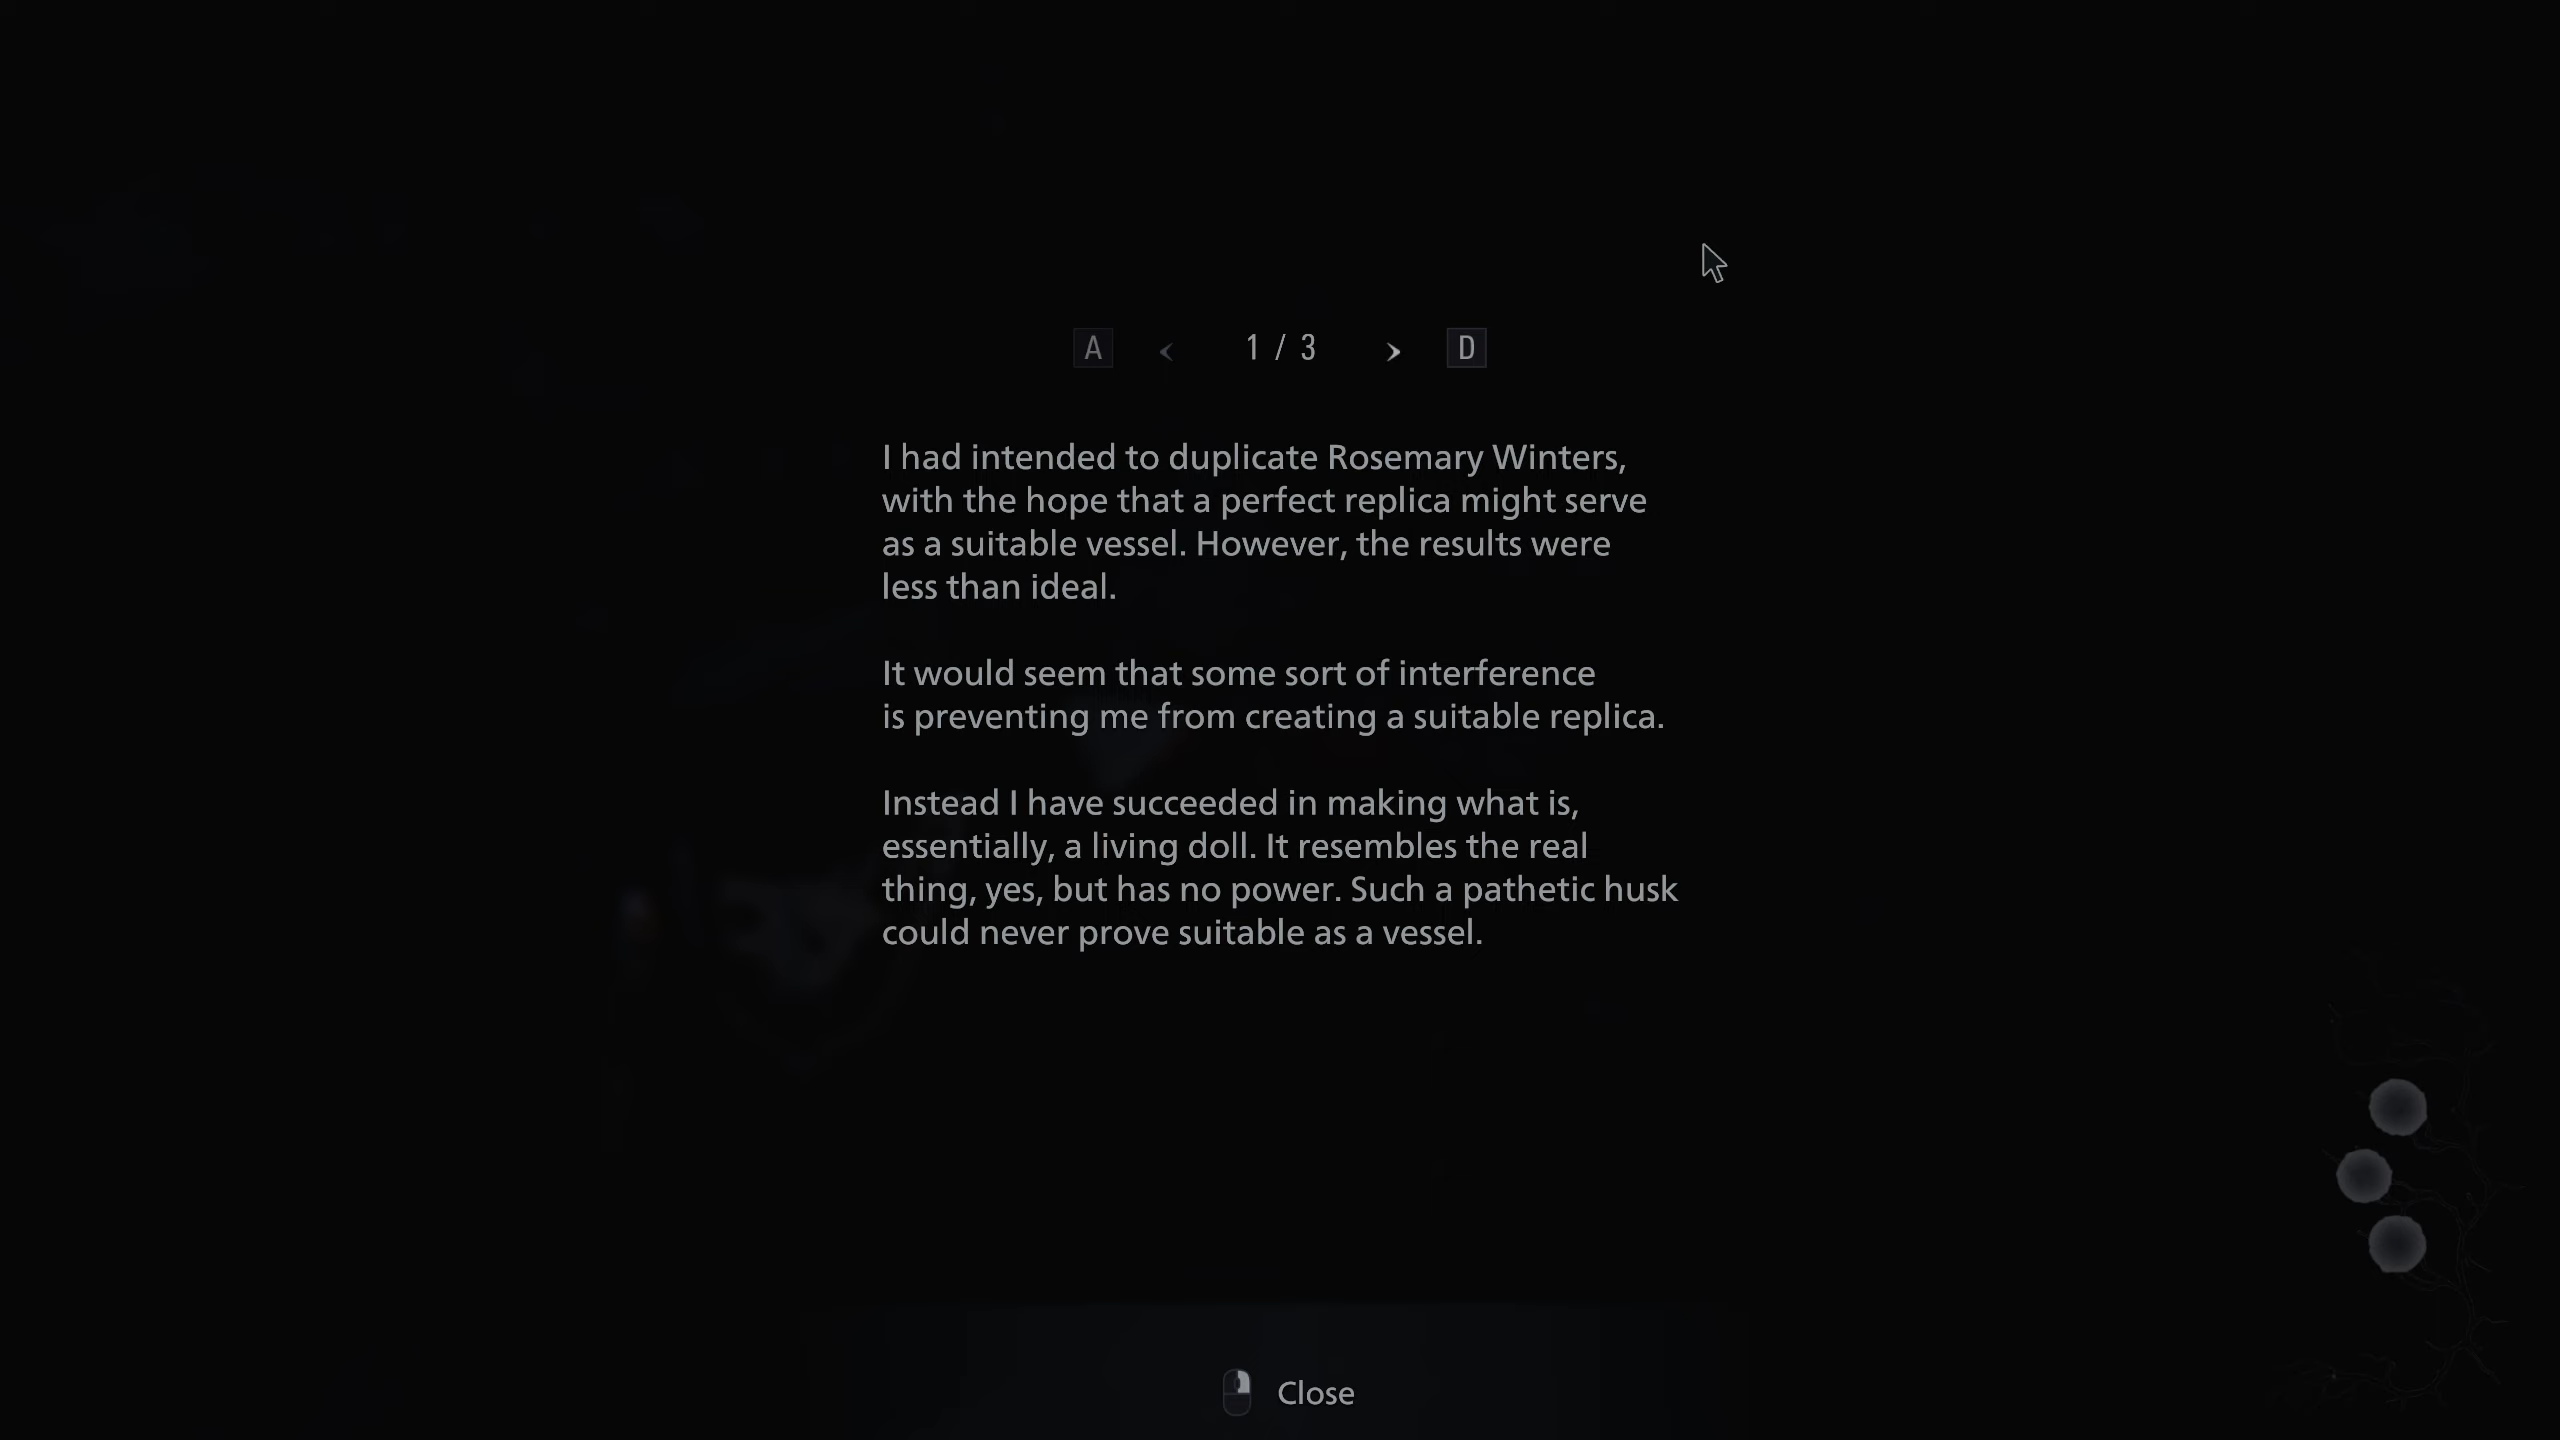 A < 1 / 3 > D
I had intended to duplicate Rosemary Winters,
with the hope that a perfect replica might serve
as a suitable vessel. However, the results were
less than ideal.
It would seem that some sort of interference
is preventing me from creating a suitable replica.
Instead I have succeeded in making what is,
essentially, a living doll. It resembles the real
thing, yes, but has no power. Such a pathetic husk
could never prove suitable as a vessel.
Close